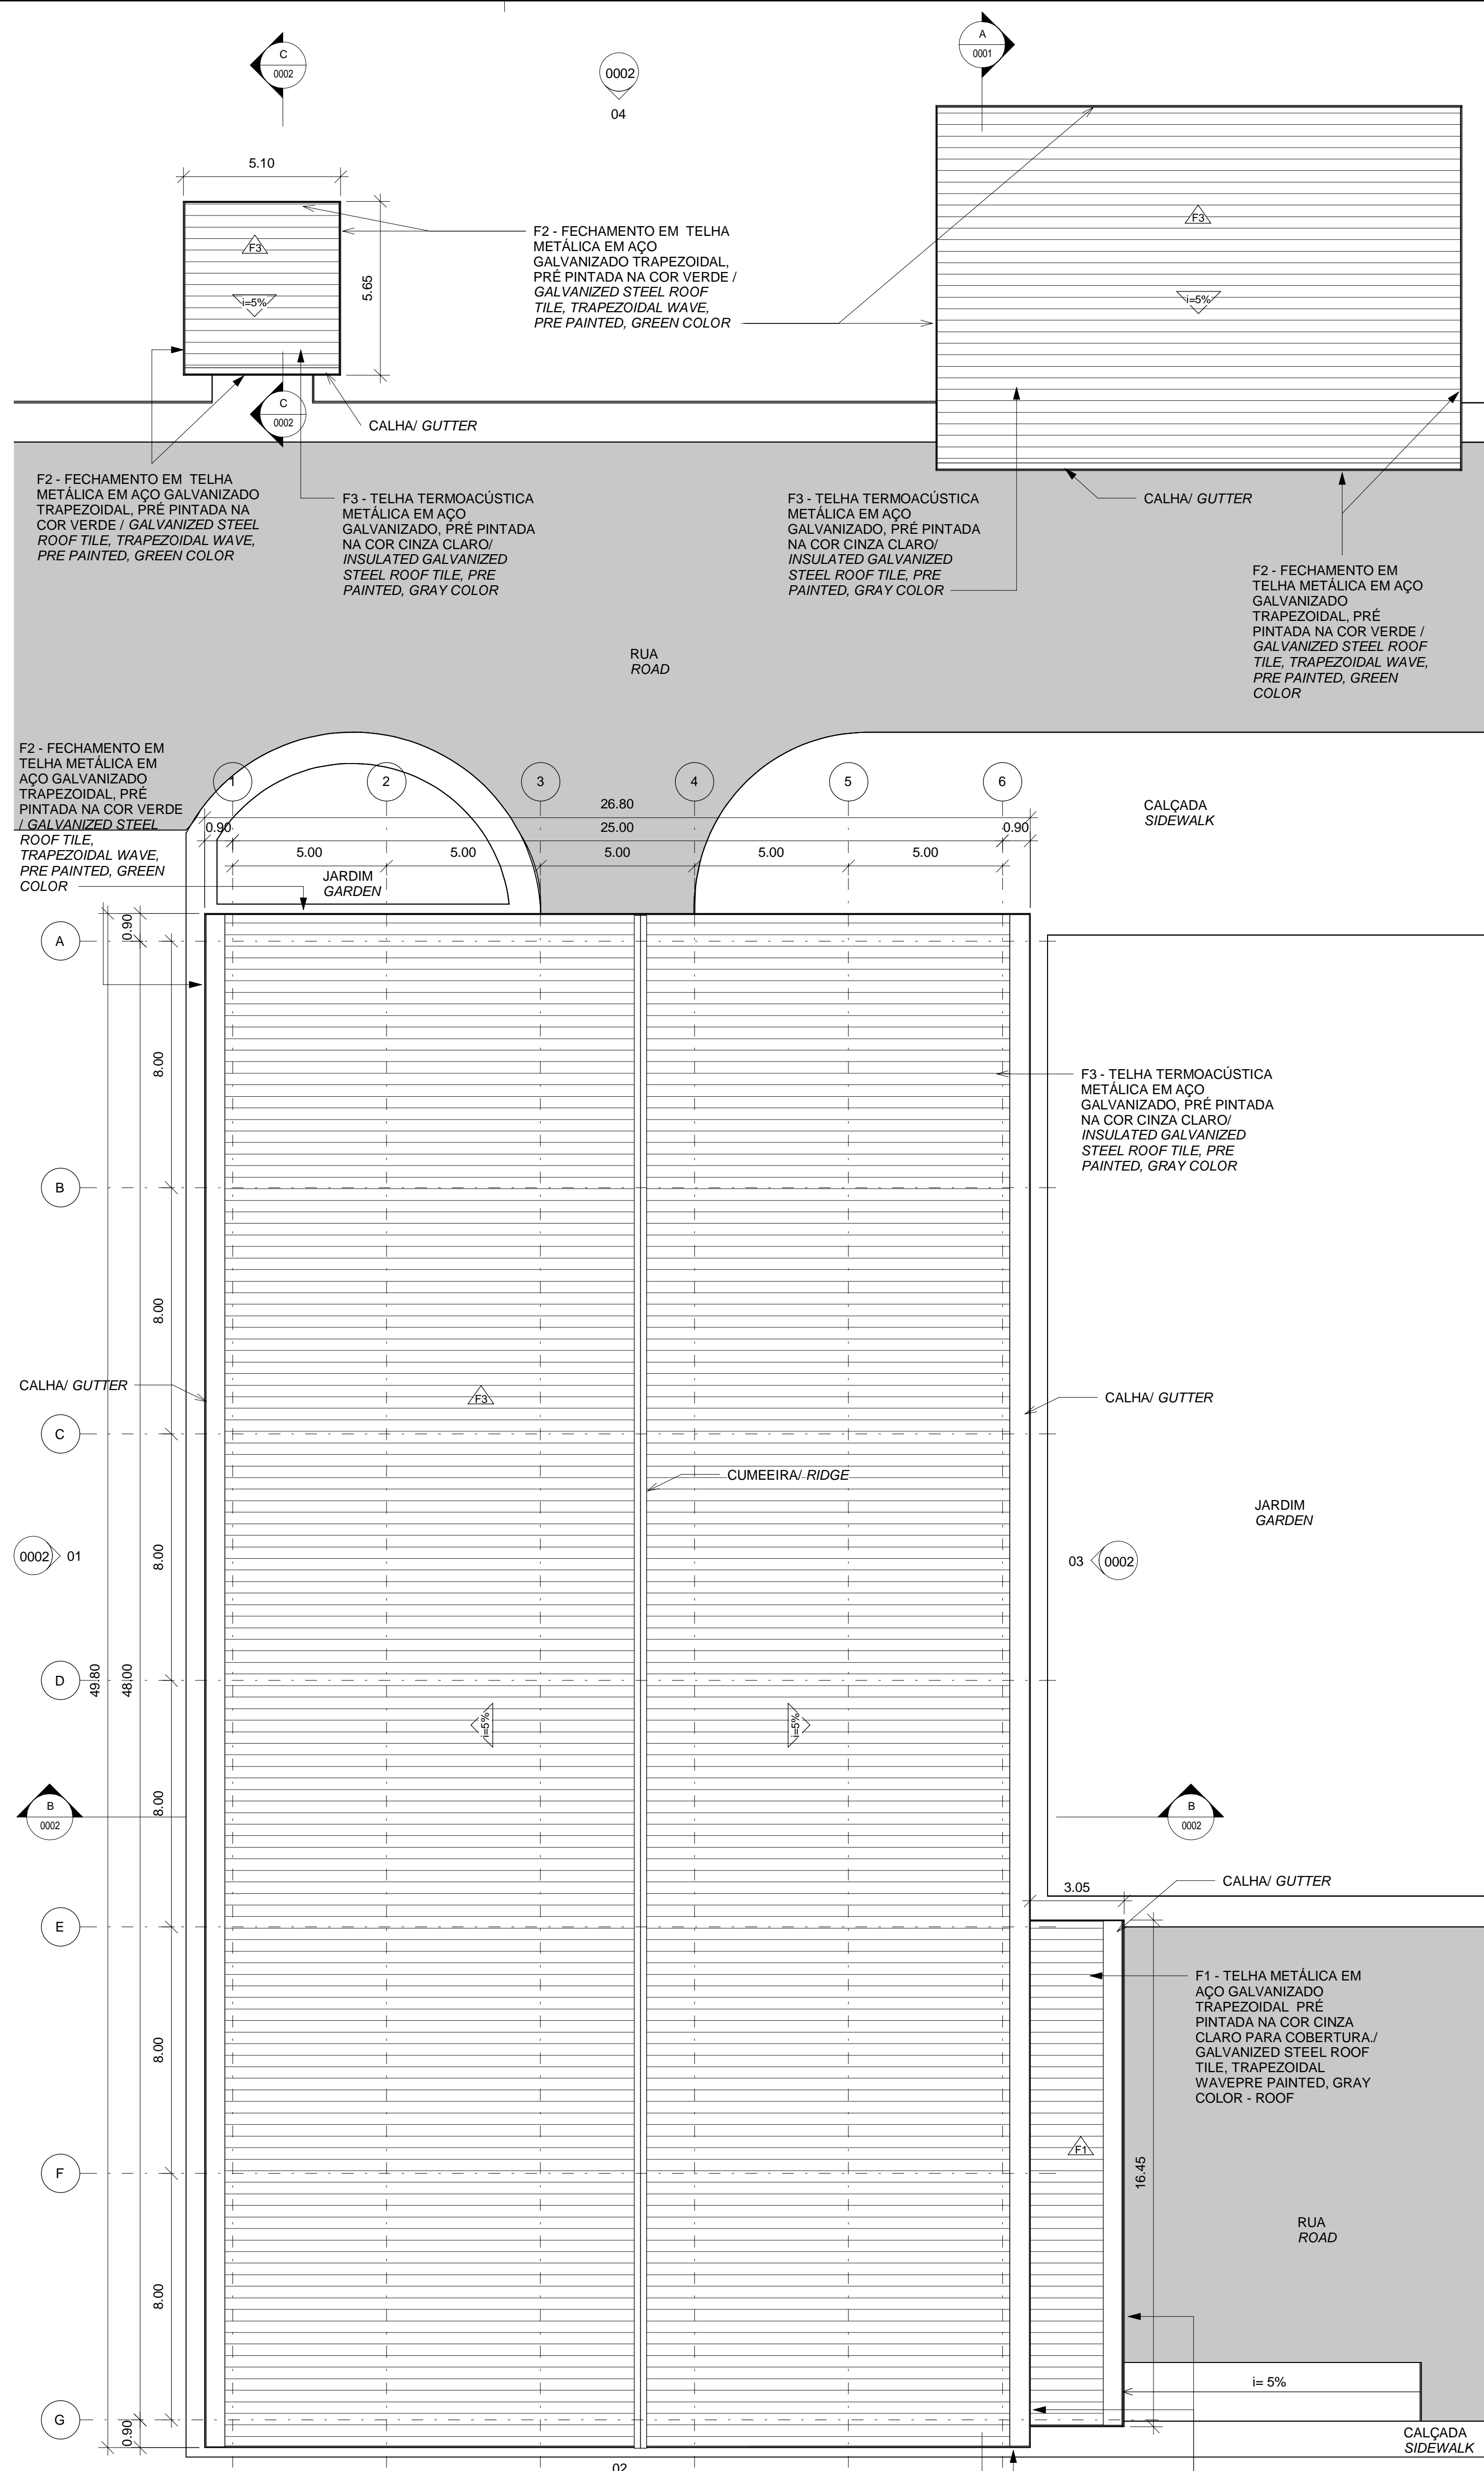 C
0002
0002
04
A
0001
5.10
F3
i=5%
5.65
F2 - FECHAMENTO EM  TELHA
METÁLICA EM AÇO
GALVANIZADO TRAPEZOIDAL,
PRÉ PINTADA NA COR VERDE /
GALVANIZED STEEL ROOF
TILE, TRAPEZOIDAL WAVE,
PRE PAINTED, GREEN COLOR
F3
i=5%
C
0002
CALHA/ GUTTER
F2 - FECHAMENTO EM  TELHA
METÁLICA EM AÇO GALVANIZADO
TRAPEZOIDAL, PRÉ PINTADA NA
COR VERDE / GALVANIZED STEEL
ROOF TILE, TRAPEZOIDAL WAVE,
PRE PAINTED, GREEN COLOR
F3 - TELHA TERMOACÚSTICA
METÁLICA EM AÇO
GALVANIZADO, PRÉ PINTADA
NA COR CINZA CLARO/
INSULATED GALVANIZED
STEEL ROOF TILE, PRE
PAINTED, GRAY COLOR
F3 - TELHA TERMOACÚSTICA
METÁLICA EM AÇO
GALVANIZADO, PRÉ PINTADA
NA COR CINZA CLARO/
INSULATED GALVANIZED
STEEL ROOF TILE, PRE
PAINTED, GRAY COLOR
CALHA/ GUTTER
F2 - FECHAMENTO EM
TELHA METÁLICA EM AÇO
GALVANIZADO
TRAPEZOIDAL, PRÉ
PINTADA NA COR VERDE /
GALVANIZED STEEL ROOF
TILE, TRAPEZOIDAL WAVE,
PRE PAINTED, GREEN
COLOR
RUA
ROAD
F2 - FECHAMENTO EM
TELHA METÁLICA EM
AÇO GALVANIZADO
TRAPEZOIDAL, PRÉ
PINTADA NA COR VERDE
/ GALVANIZED STEEL
ROOF TILE,
TRAPEZOIDAL WAVE,
PRE PAINTED, GREEN
COLOR
1
2
3
4
5
6
26.80
0.90
25.00
0.90
5.00
5.00
5.00
5.00
5.00
CALÇADA
SIDEWALK
JARDIM
GARDEN
A
0.90
8.00
F3 - TELHA TERMOACÚSTICA
METÁLICA EM AÇO
GALVANIZADO, PRÉ PINTADA
NA COR CINZA CLARO/
INSULATED GALVANIZED
STEEL ROOF TILE, PRE
PAINTED, GRAY COLOR
B
8.00
CALHA/ GUTTER
F3
CALHA/ GUTTER
C
CUMEEIRA/ RIDGE
JARDIM
GARDEN
0002
01
8.00
03
0002
D
49.80
48.00
i=5%
i=5%
B
0002
8.00
B
0002
CALHA/ GUTTER
3.05
E
F1 - TELHA METÁLICA EM
AÇO GALVANIZADO
TRAPEZOIDAL  PRÉ
PINTADA NA COR CINZA
CLARO PARA COBERTURA./
GALVANIZED STEEL ROOF
TILE, TRAPEZOIDAL
WAVEPRE PAINTED, GRAY
COLOR - ROOF
8.00
F1
F
16.45
RUA
ROAD
8.00
i= 5%
G
0.90
CALÇADA
SIDEWALK
02